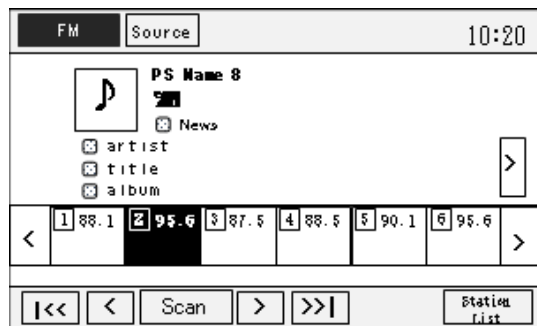 FM Source 10:20
PS Name 8
News
artist
title
album
>
< 1 88.1 2 95.6 3 87.5 4 88.5 5 90.1 6 95.6 >
|<< < Scan > >>| Station
List